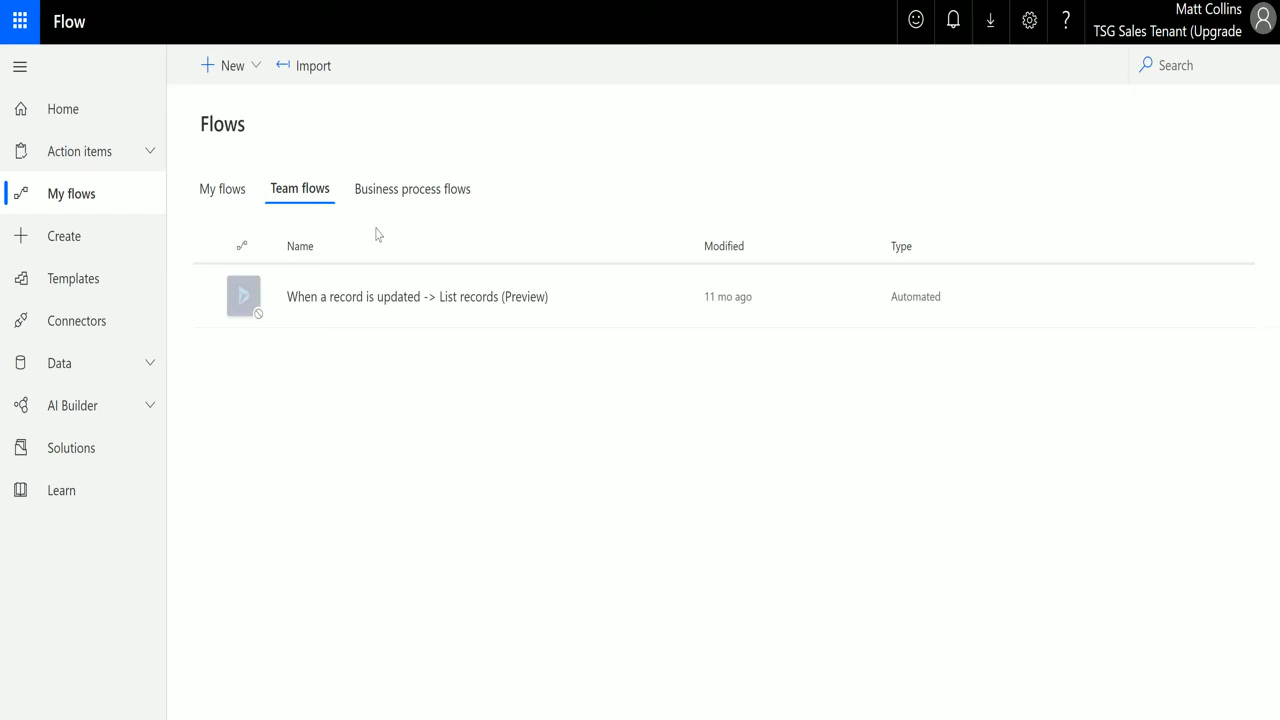 Flow
Matt Collins
TSG Sales Tenant (Upgrade
New
Import
Search
Home
Action items
My flows
Create
Templates
Connectors
Data
AI Builder
Solutions
Learn
Flows
My flows
Team flows
Business process flows
Name
Modified
Type
When a record is updated -> List records (Preview)
11 mo ago
Automated